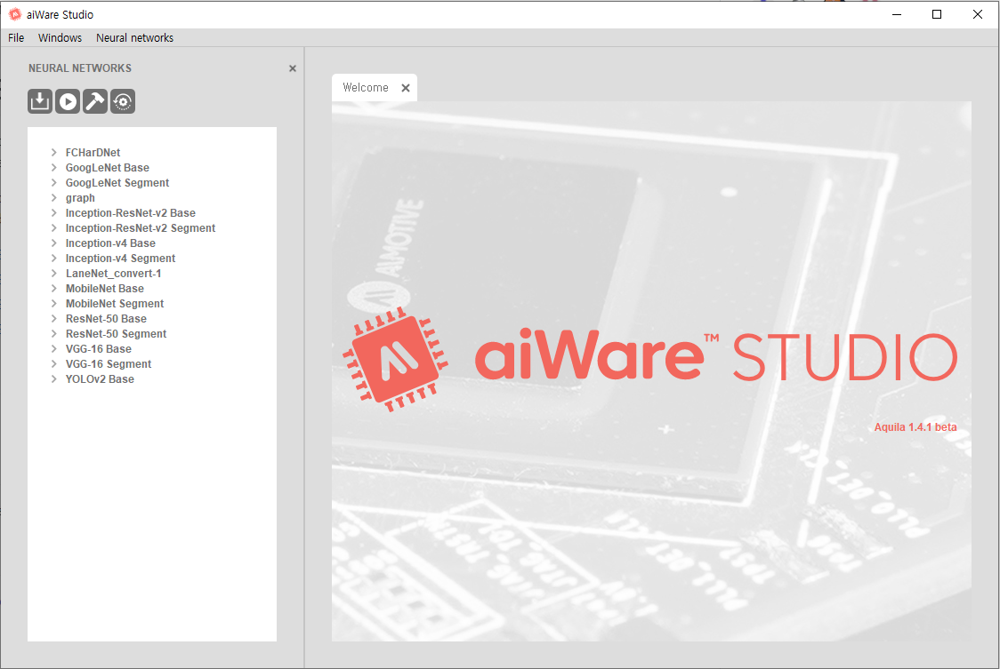 aiWare Studio
File Windows Neural networks
NEURAL NETWORKS
Welcome
FCHarDNet
GoogLeNet Base
GoogLeNet Segment
graph
Inception-ResNet-v2 Base
Inception-ResNet-v2 Segment
Inception-v4 Base
Inception-v4 Segment
LaneNet_convert-1
MobileNet Base
MobileNet Segment
ResNet-50 Base
ResNet-50 Segment
VGG-16 Base
VGG-16 Segment
YOLOv2 Base
AIMOTIVE
aiWare™ STUDIO
Aquila 1.4.1 beta